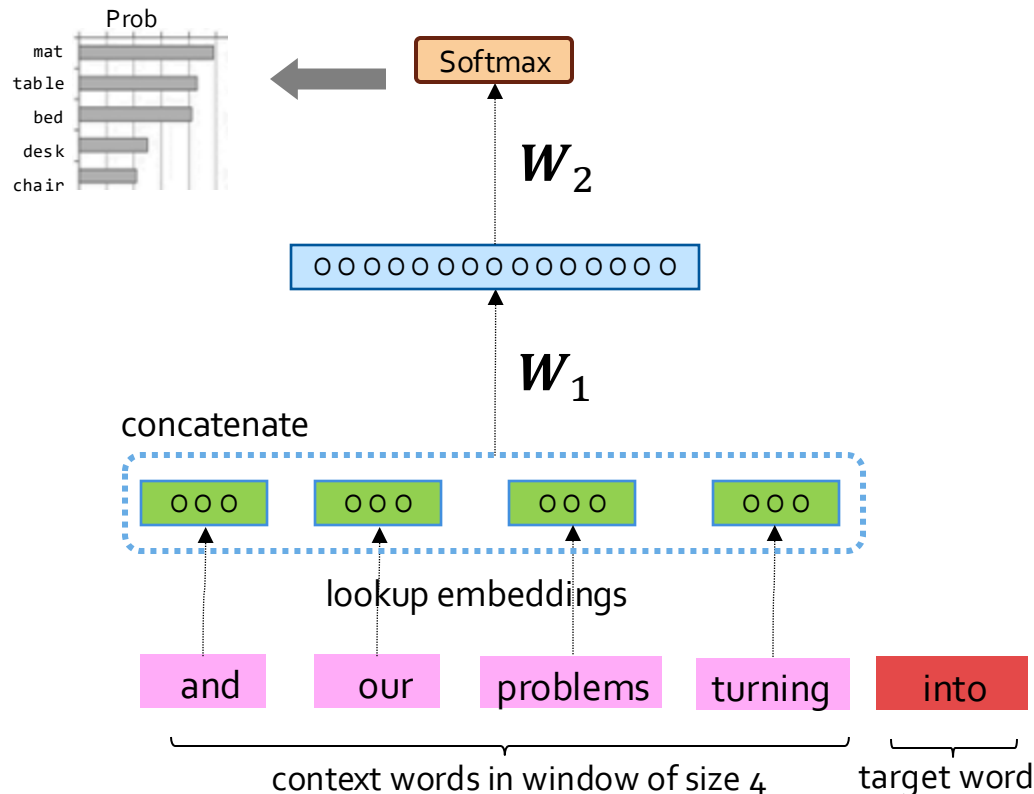 Prob
mat
table
bed
desk
chair
Softmax
W₂
O O O O O O O O O O O O O O O
W₁
concatenate
O O O O O O O O O O O O
lookup embeddings
and our problems turning into
context words in window of size 4 target word